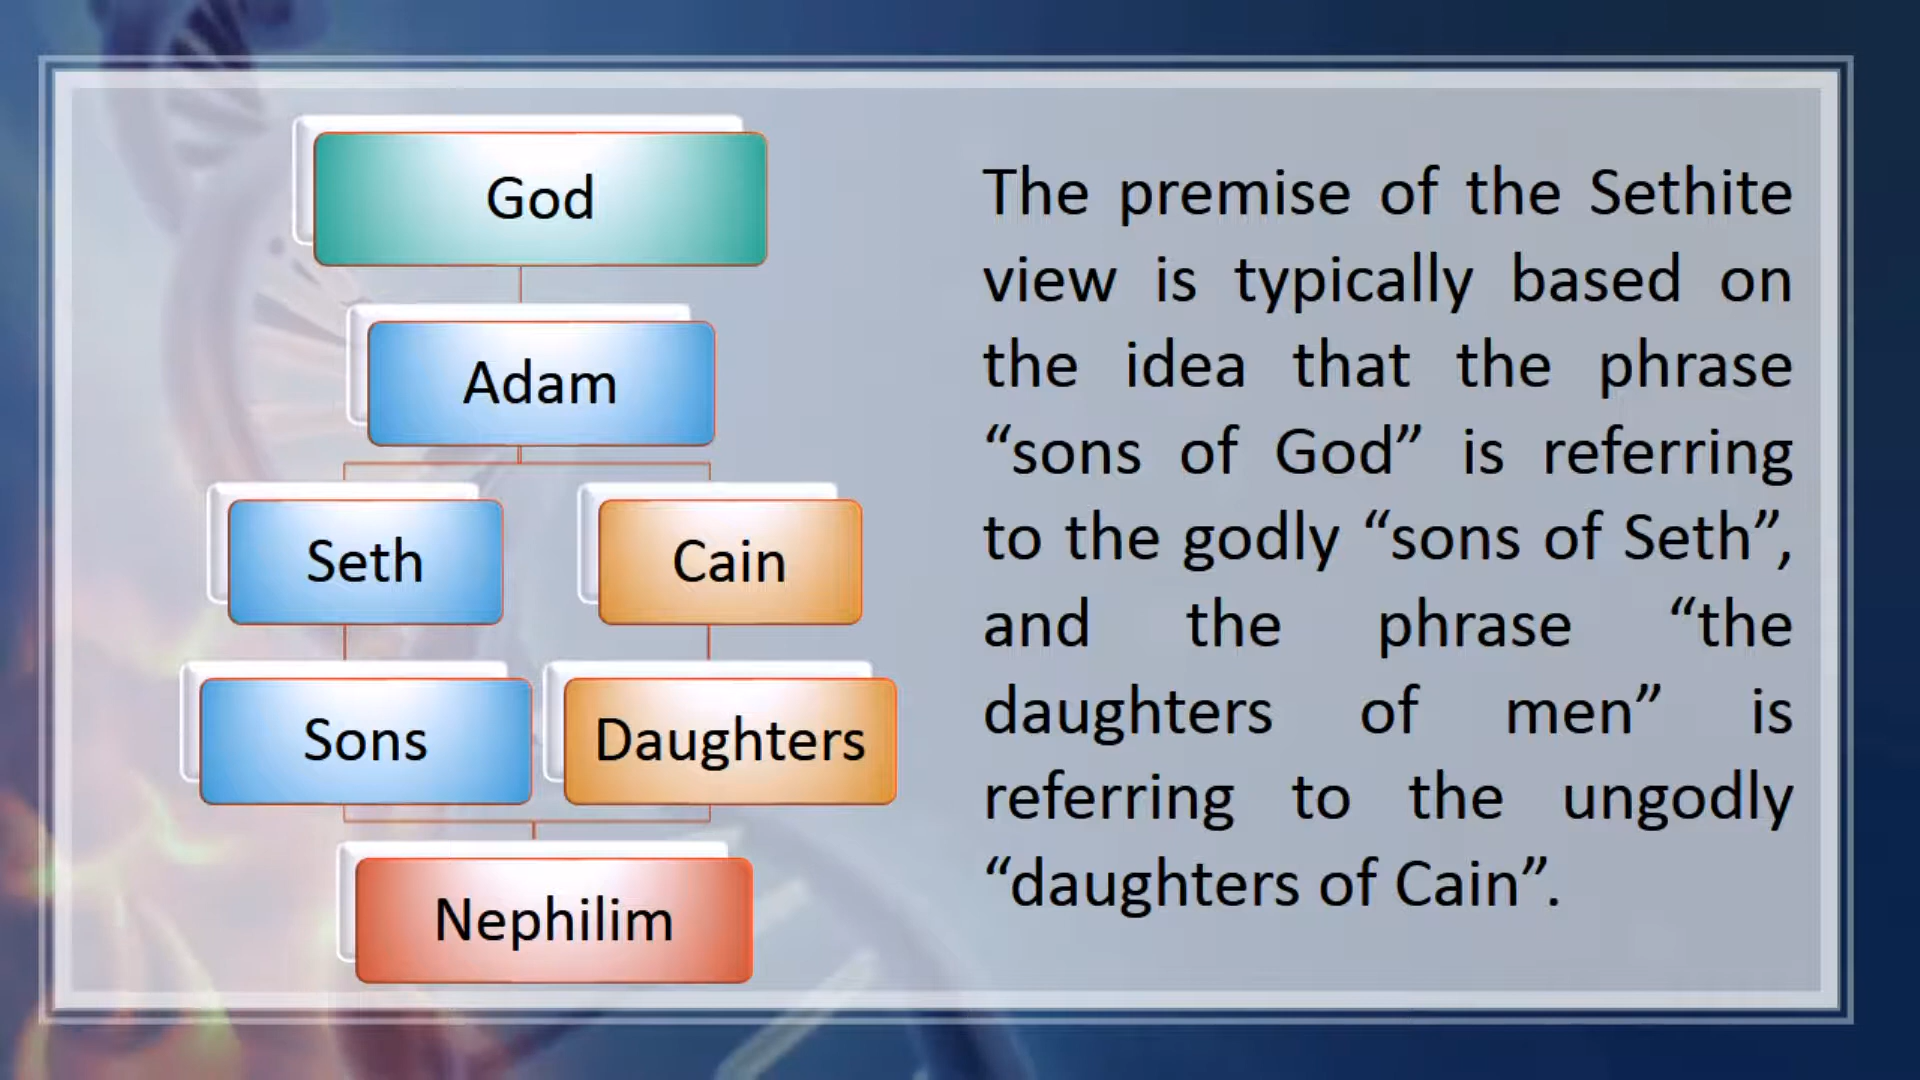 God
Adam
Seth
Cain
Sons
Daughters
Nephilim
The premise of the Sethite
view is typically based on
the idea that the phrase
“sons of God” is referring
to the godly “sons of Seth”,
and the phrase “the
daughters of men” is
referring to the ungodly
“daughters of Cain”.